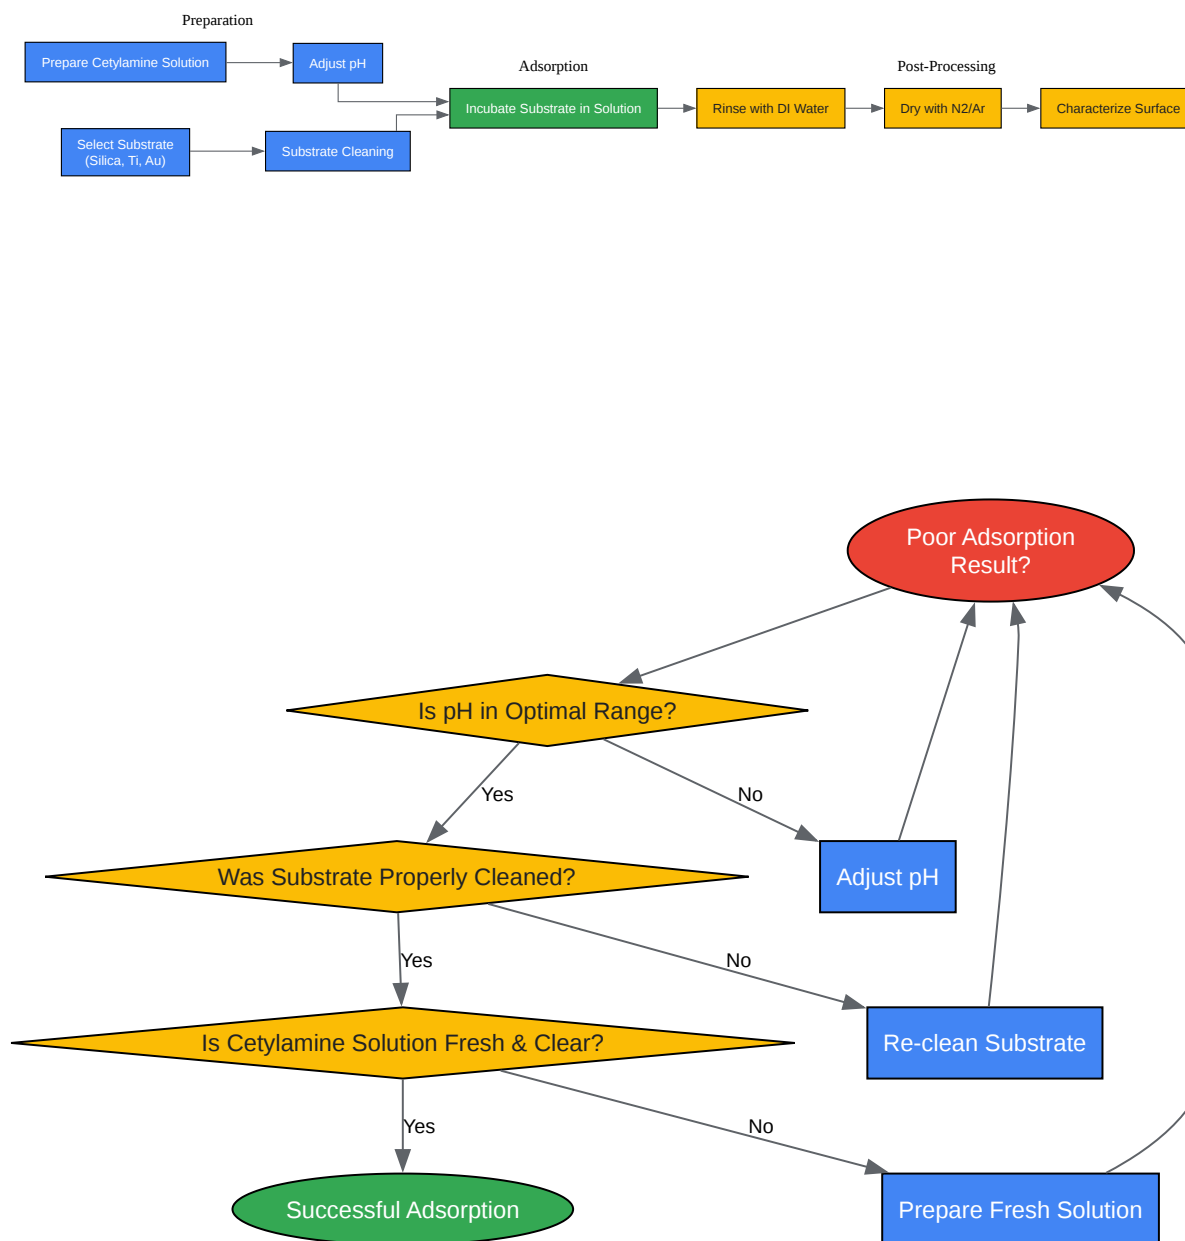 Preparation
Prepare Cetylamine Solution
Adjust pH
Select Substrate
(Silica, Ti, Au)
Substrate Cleaning
Adsorption
Incubate Substrate in Solution
Post-Processing
Rinse with DI Water
Dry with N2/Ar
Characterize Surface
Poor Adsorption
Result?
Is pH in Optimal Range?
Yes
No
Was Substrate Properly Cleaned?
Adjust pH
Yes
No
Is Cetylamine Solution Fresh & Clear?
Re-clean Substrate
Yes
No
Successful Adsorption
Prepare Fresh Solution